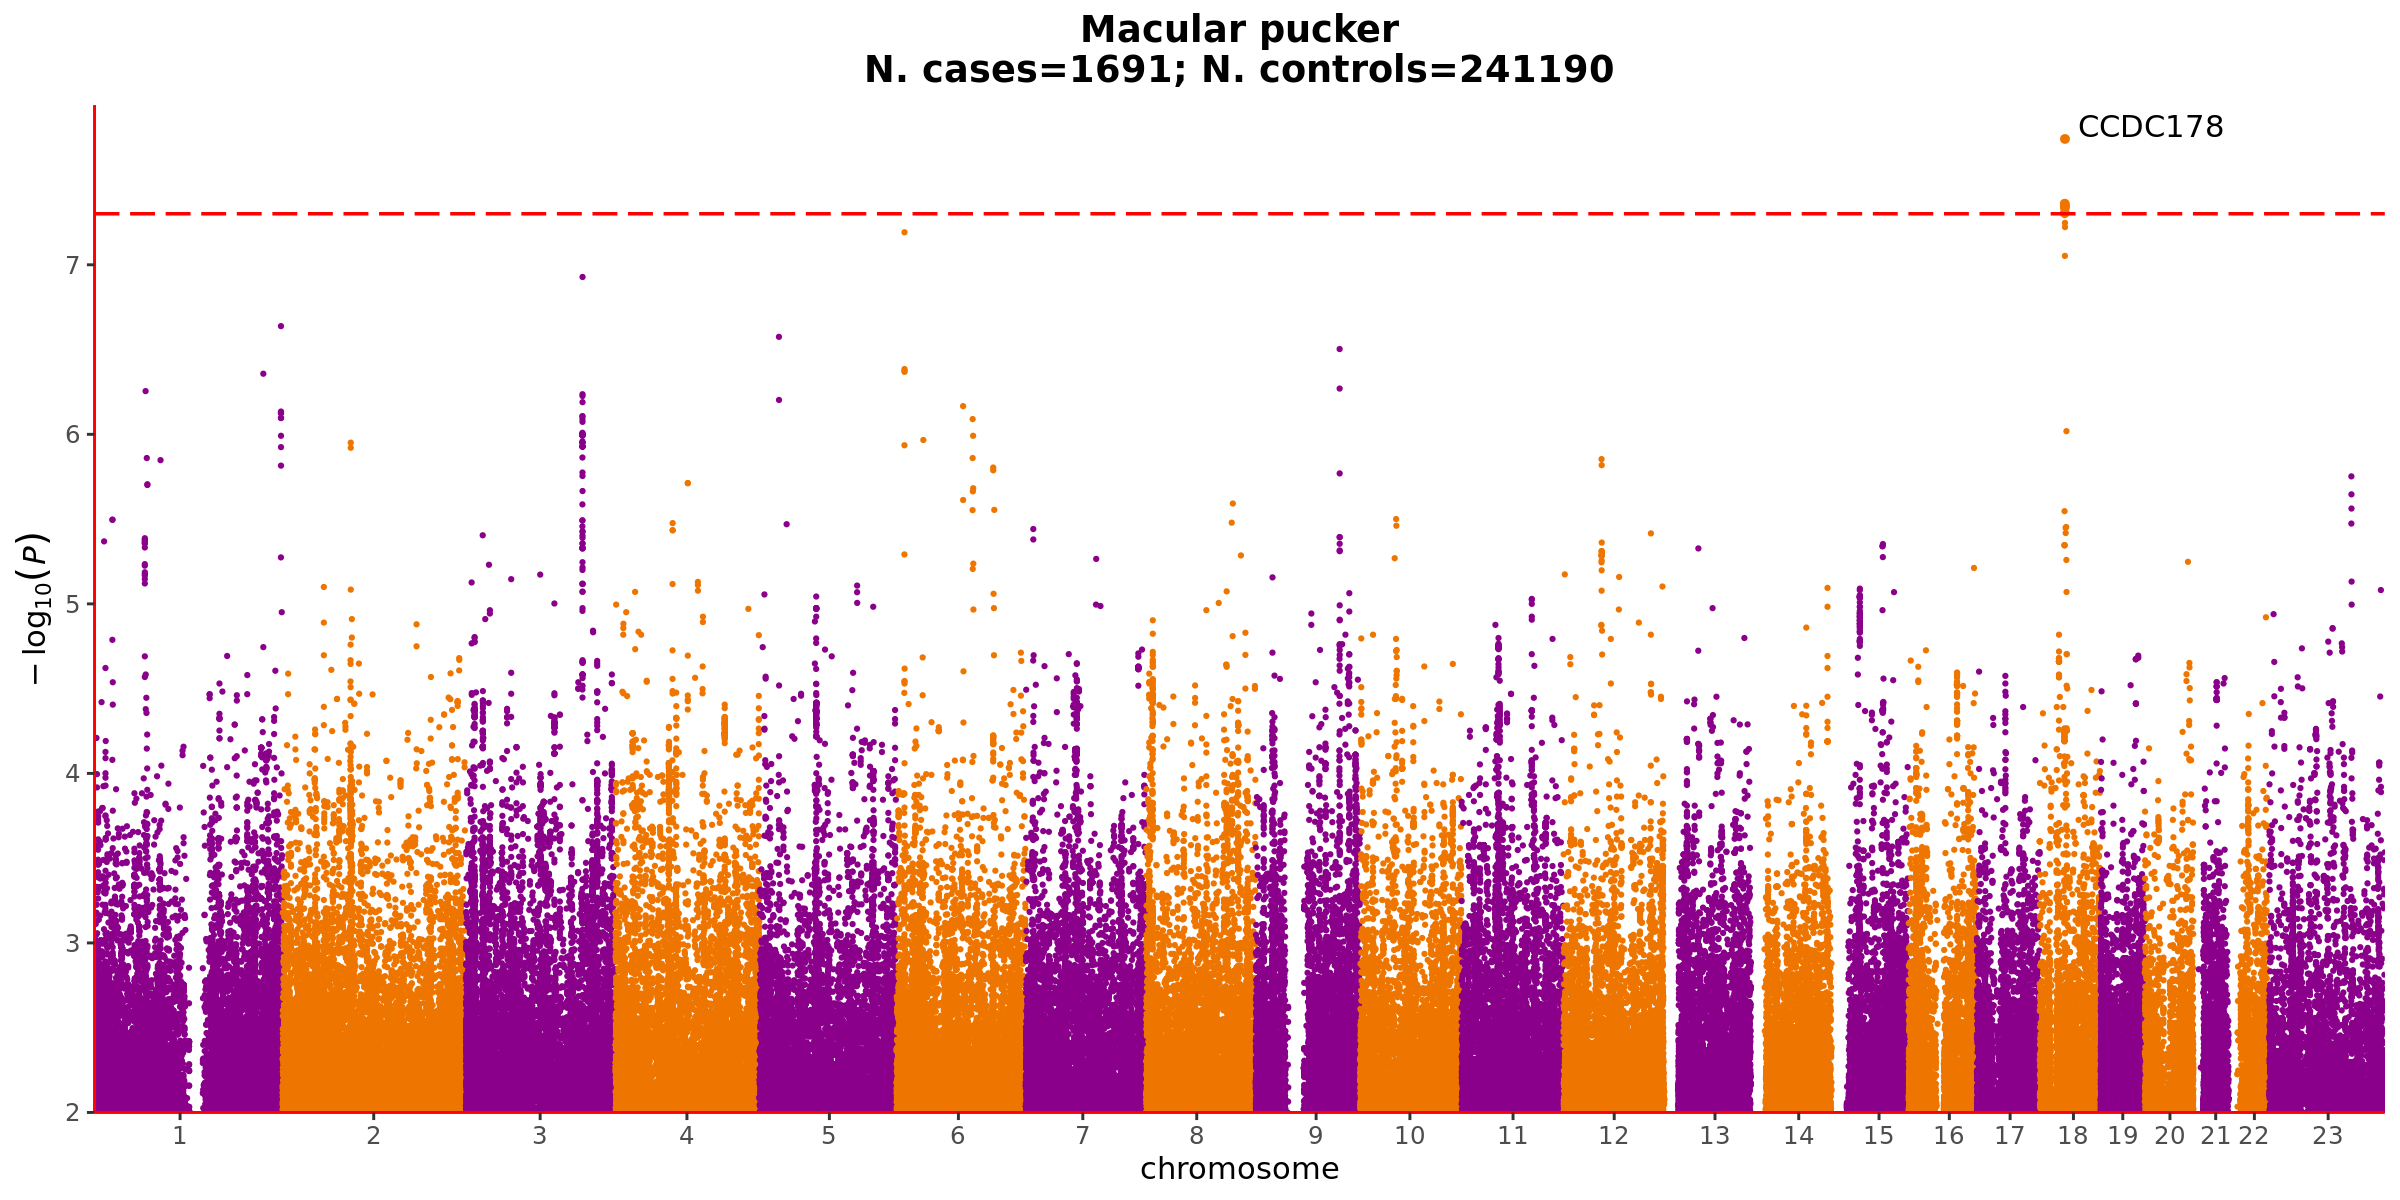 Macular pucker
N. cases=1691; N. controls=241190
CCDC178
7
6
5
4
3
2
−log10(P)
1 2 3 4 5 6 7 8 9 10 11 12 13 14 15 16 17 18 19 20 21 22 23
chromosome